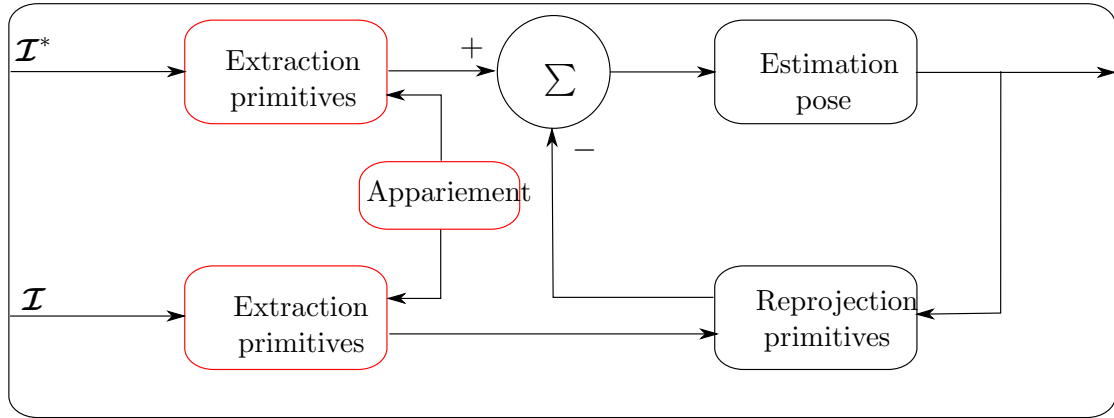 𝓘*
Extraction
primitives
+
∑
Estimation
pose
−
Appariement
𝓘
Extraction
primitives
Reprojection
primitives